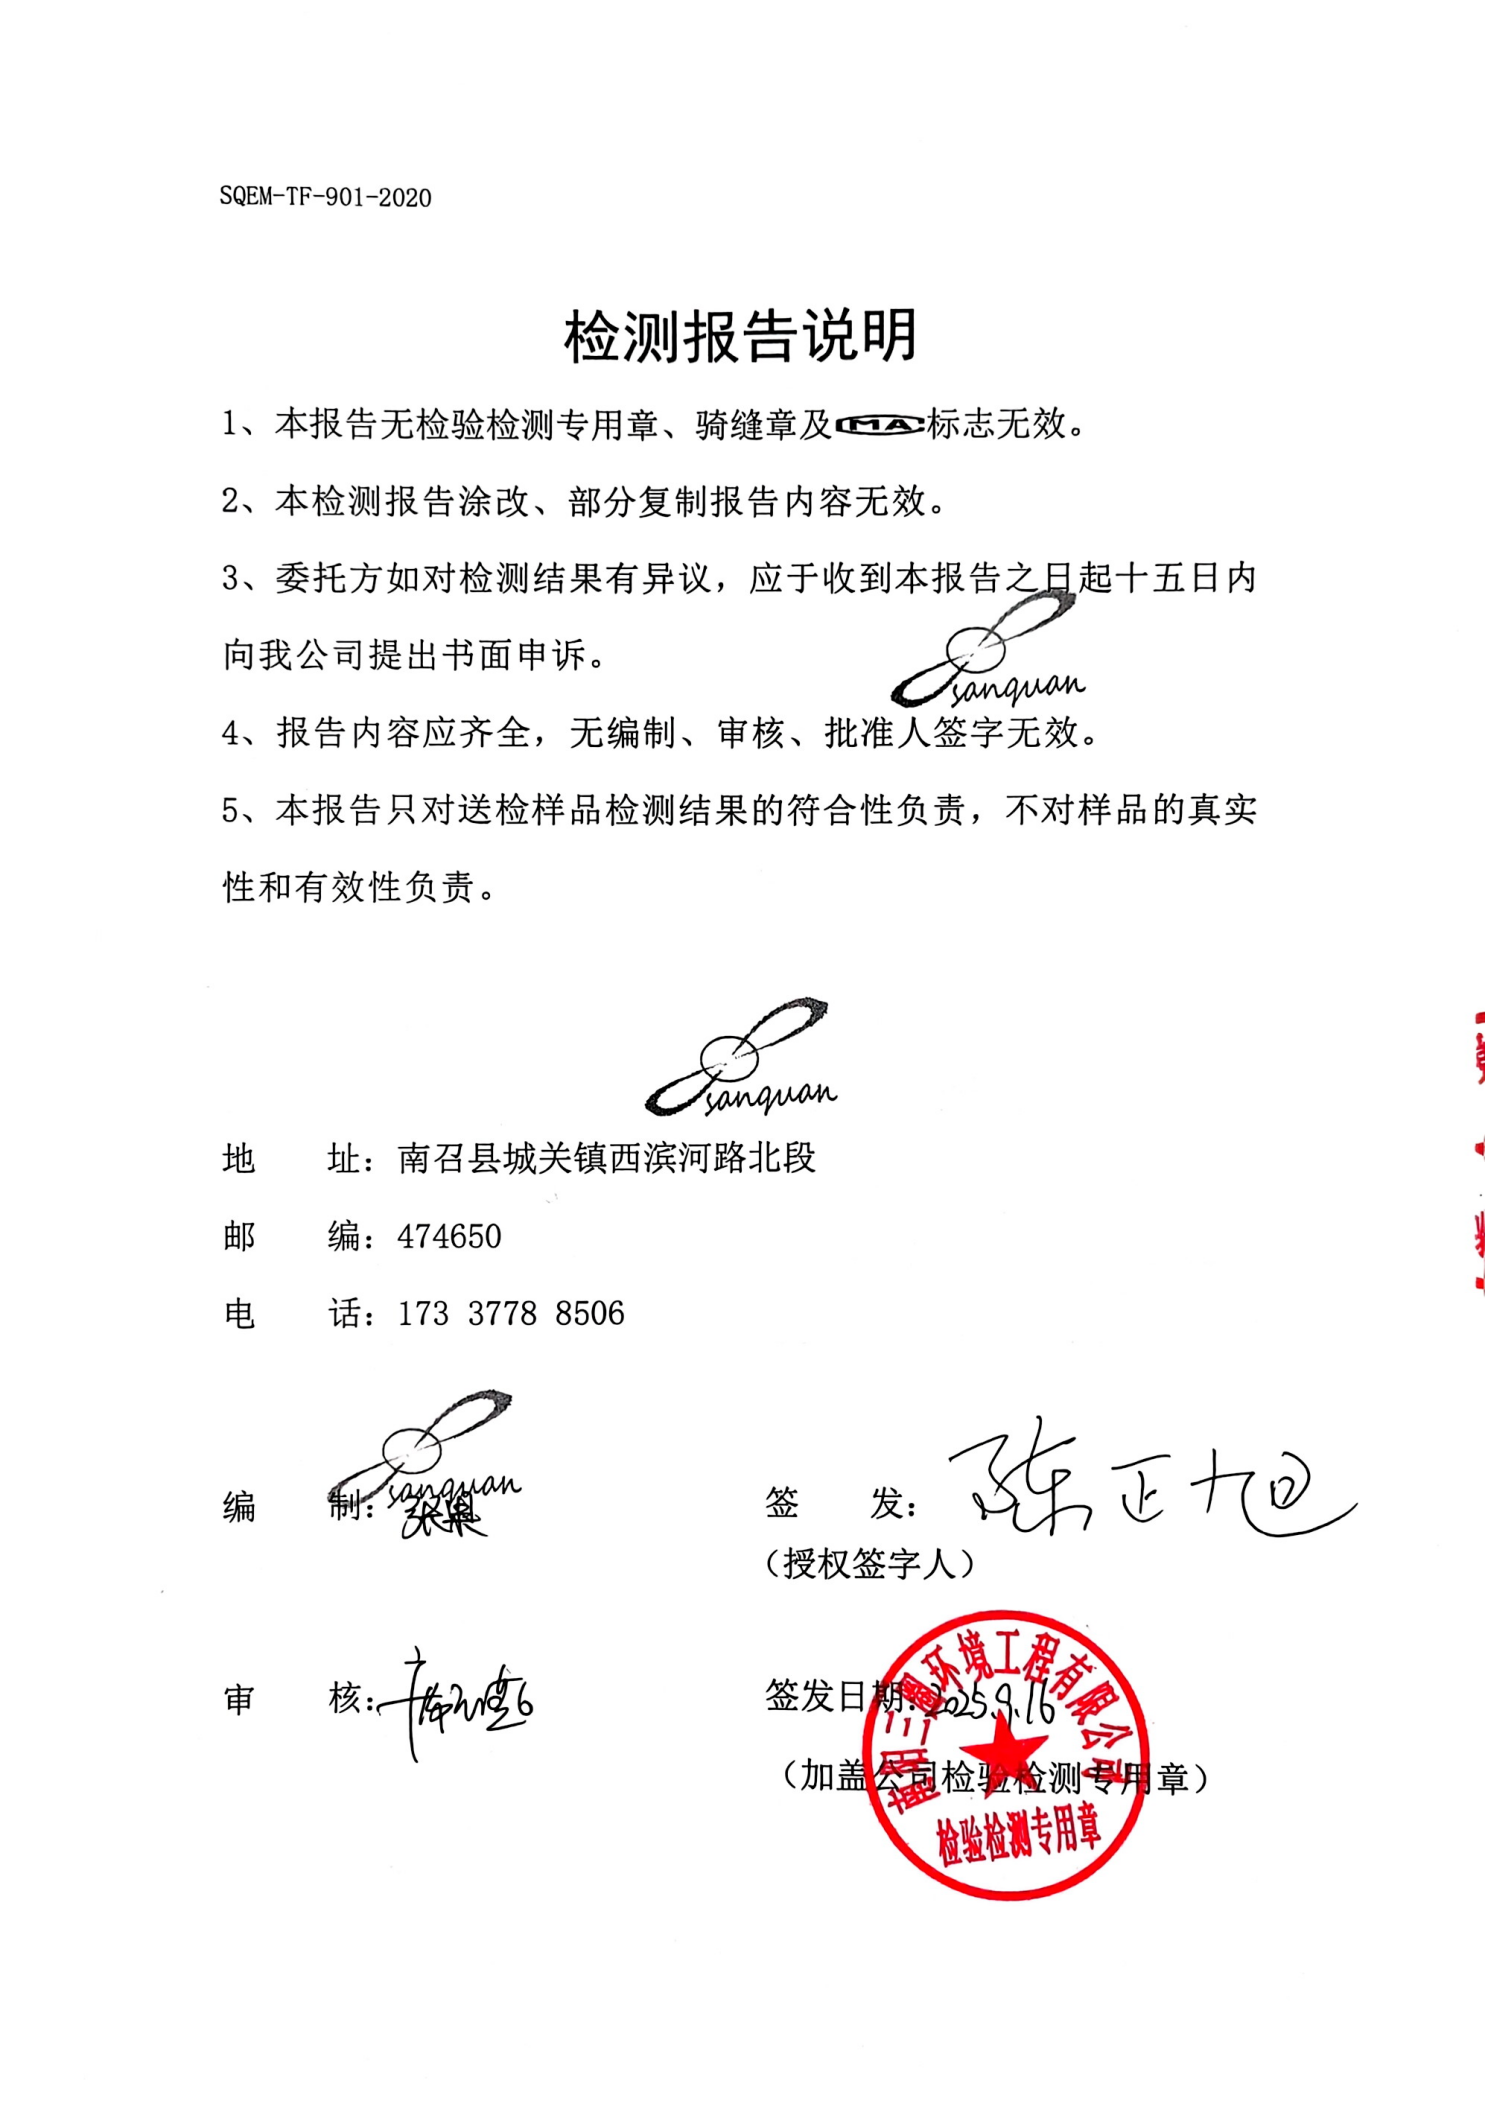 SQEM-TF-901-2020
检测报告说明
1、本报告无检验检测专用章、骑缝章及MA标志无效。
2、本检测报告涂改、部分复制报告内容无效。
3、委托方如对检测结果有异议，应于收到本报告之日起十五日内
向我公司提出书面申诉。
sanquan
4、报告内容应齐全，无编制、审核、批准人签字无效。
5、本报告只对送检样品检测结果的符合性负责，不对样品的真实
性和有效性负责。
sanquan
地 址：南召县城关镇西滨河路北段
邮 编：474650
电 话：173 3778 8506
sanquan
编 制：
签 发：陈正旭
（授权签字人）
审 核：
签发日期：2025.9.16
（加盖公司检验检测专用章）
环境工程有限公司
检验检测专用章